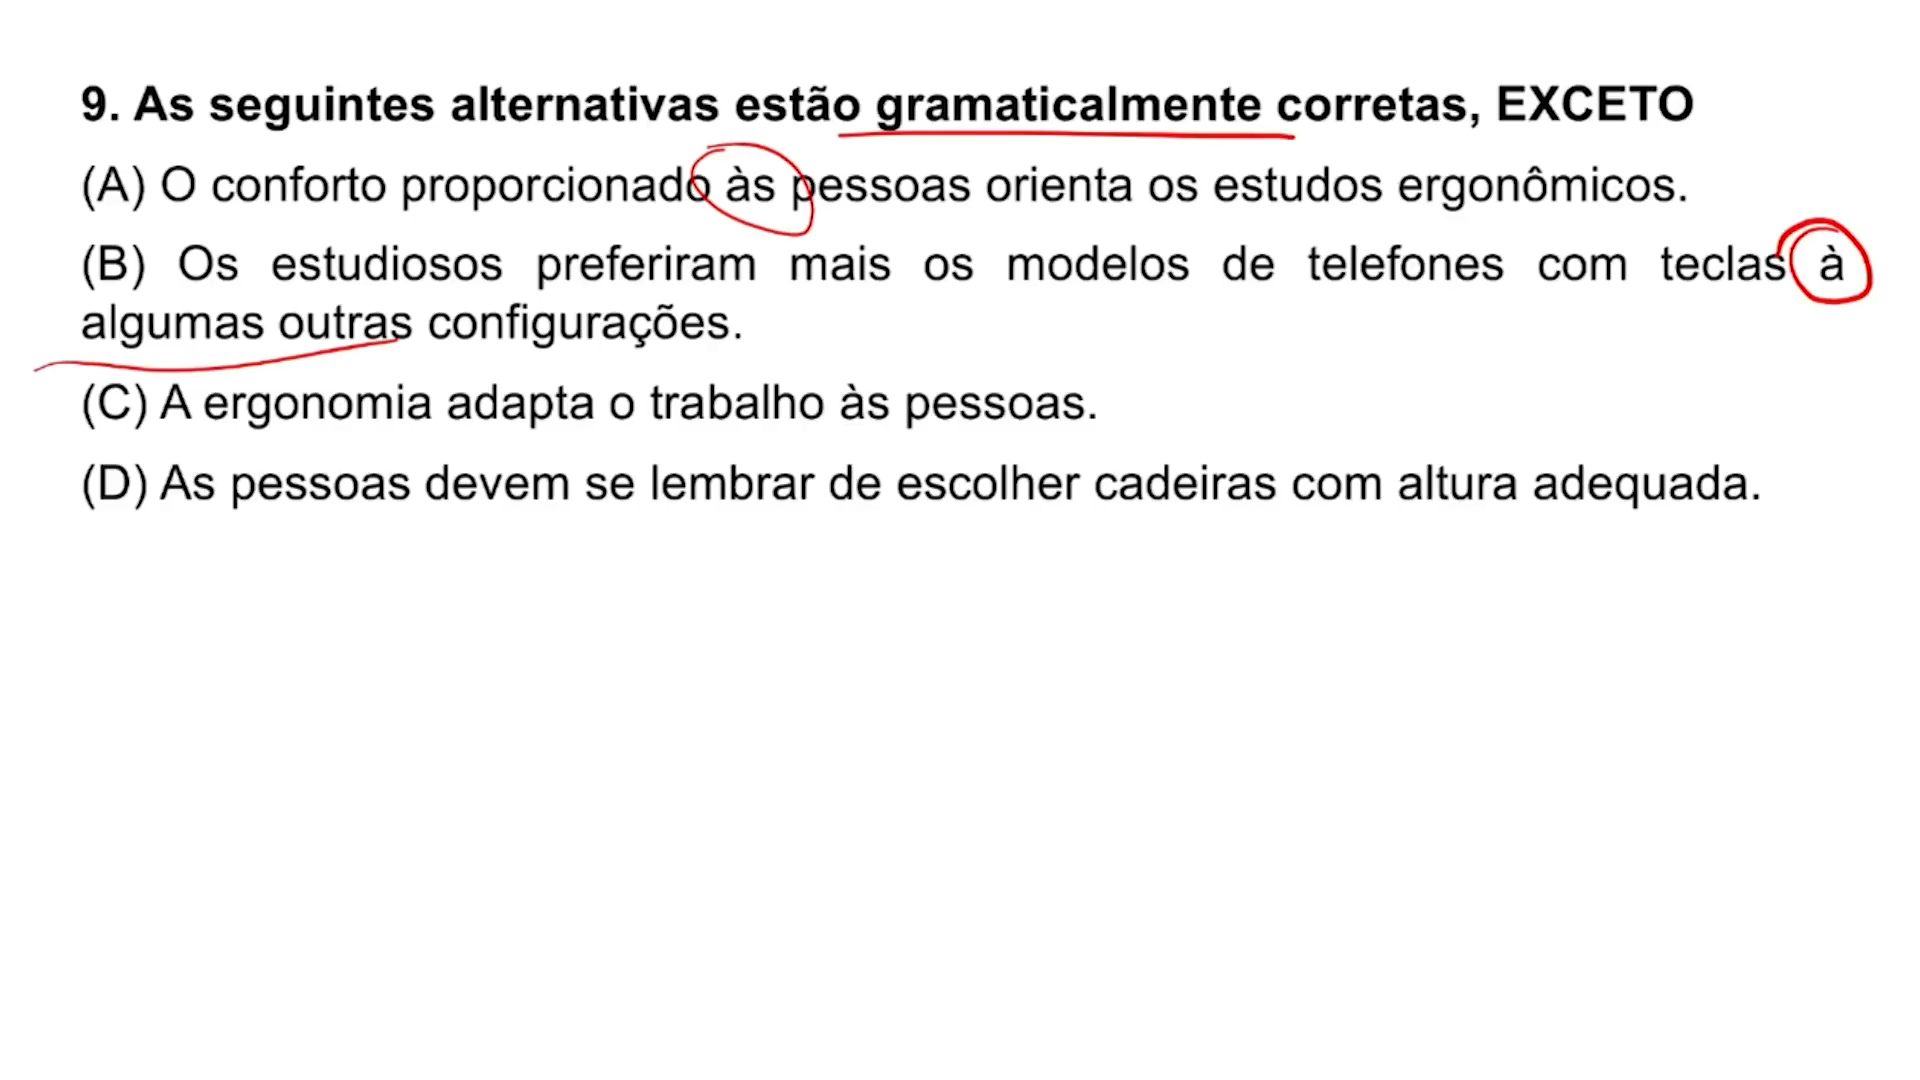 9. As seguintes alternativas estão gramaticalmente corretas, EXCETO
(A) O conforto proporcionado às pessoas orienta os estudos ergonômicos.
(B) Os estudiosos preferiram mais os modelos de telefones com teclas à
algumas outras configurações.
(C) A ergonomia adapta o trabalho às pessoas.
(D) As pessoas devem se lembrar de escolher cadeiras com altura adequada.